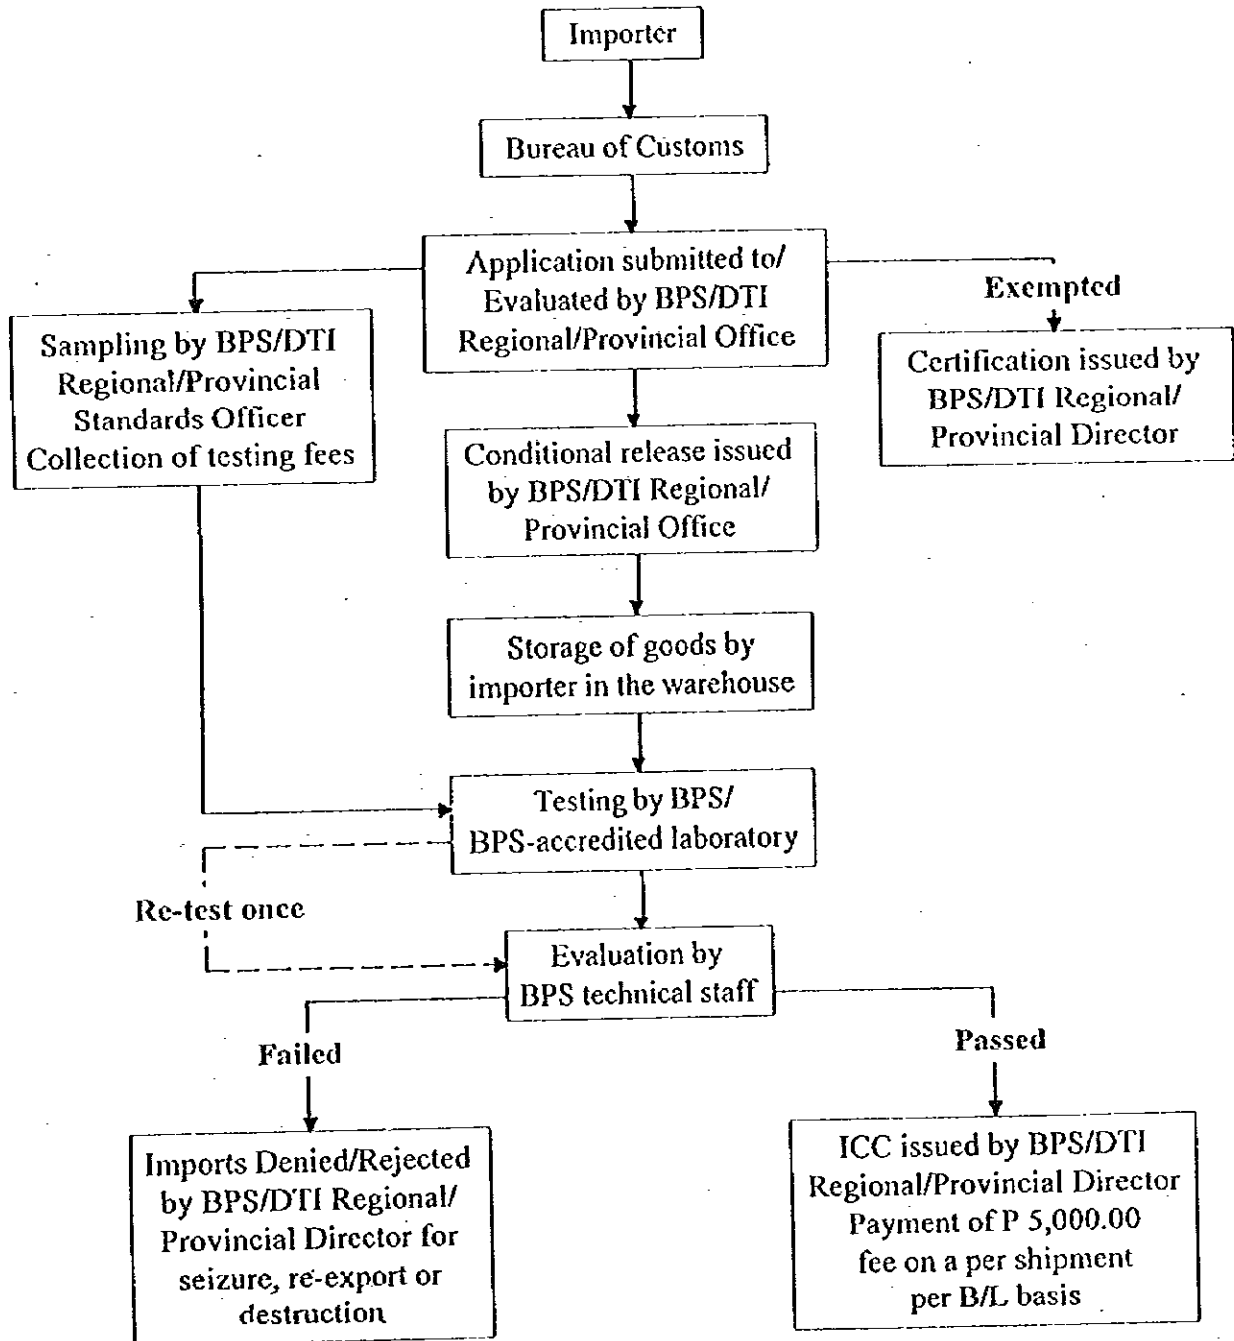 Importer
Bureau of Customs
Application submitted to/
Evaluated by BPS/DTI
Regional/Provincial Office
Exempted
Sampling by BPS/DTI
Regional/Provincial
Standards Officer
Collection of testing fees
Certification issued by
BPS/DTI Regional/
Provincial Director
Conditional release issued
by BPS/DTI Regional/
Provincial Office
Storage of goods by
importer in the warehouse
Testing by BPS/
BPS-accredited laboratory
Re-test once
Evaluation by
BPS technical staff
Failed
Passed
Imports Denied/Rejected
by BPS/DTI Regional/
Provincial Director for
seizure, re-export or
destruction
ICC issued by BPS/DTI
Regional/Provincial Director
Payment of P 5,000.00
fee on a per shipment
per B/L basis